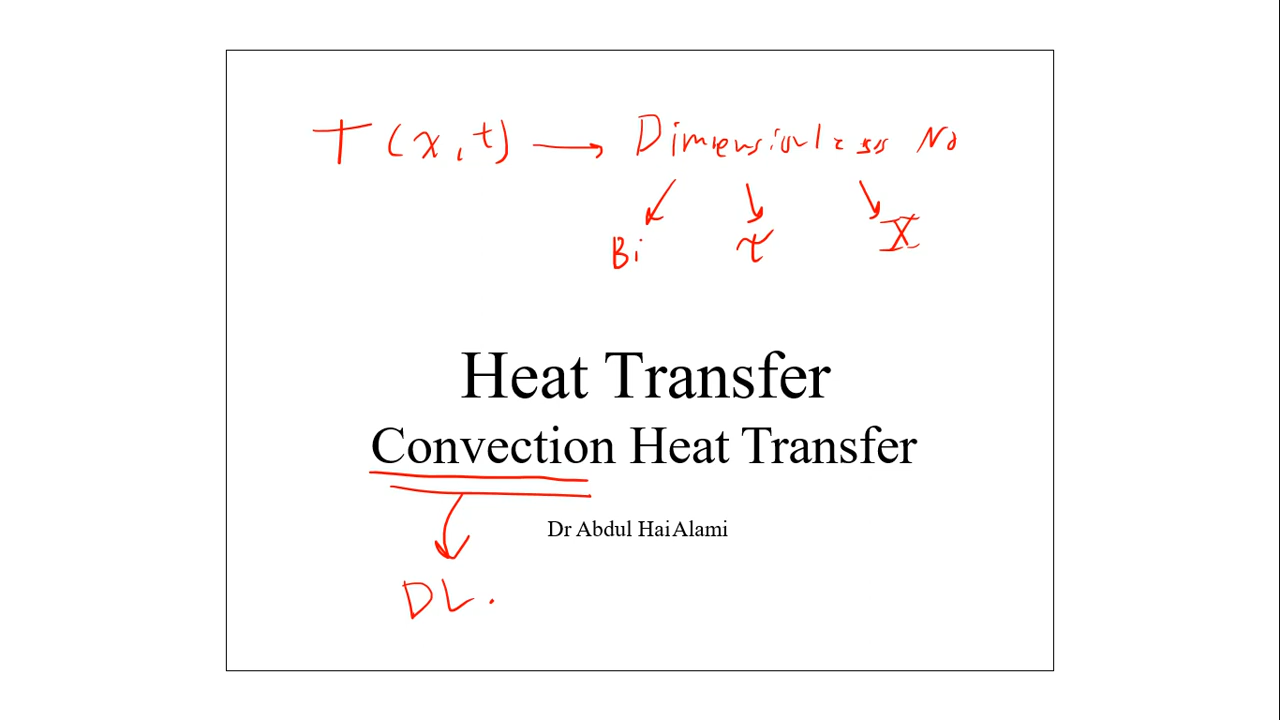 T(x,t) → Dimensionless No
Bi τ X
Heat Transfer
Convection Heat Transfer
Dr Abdul Hai Alami
DL.